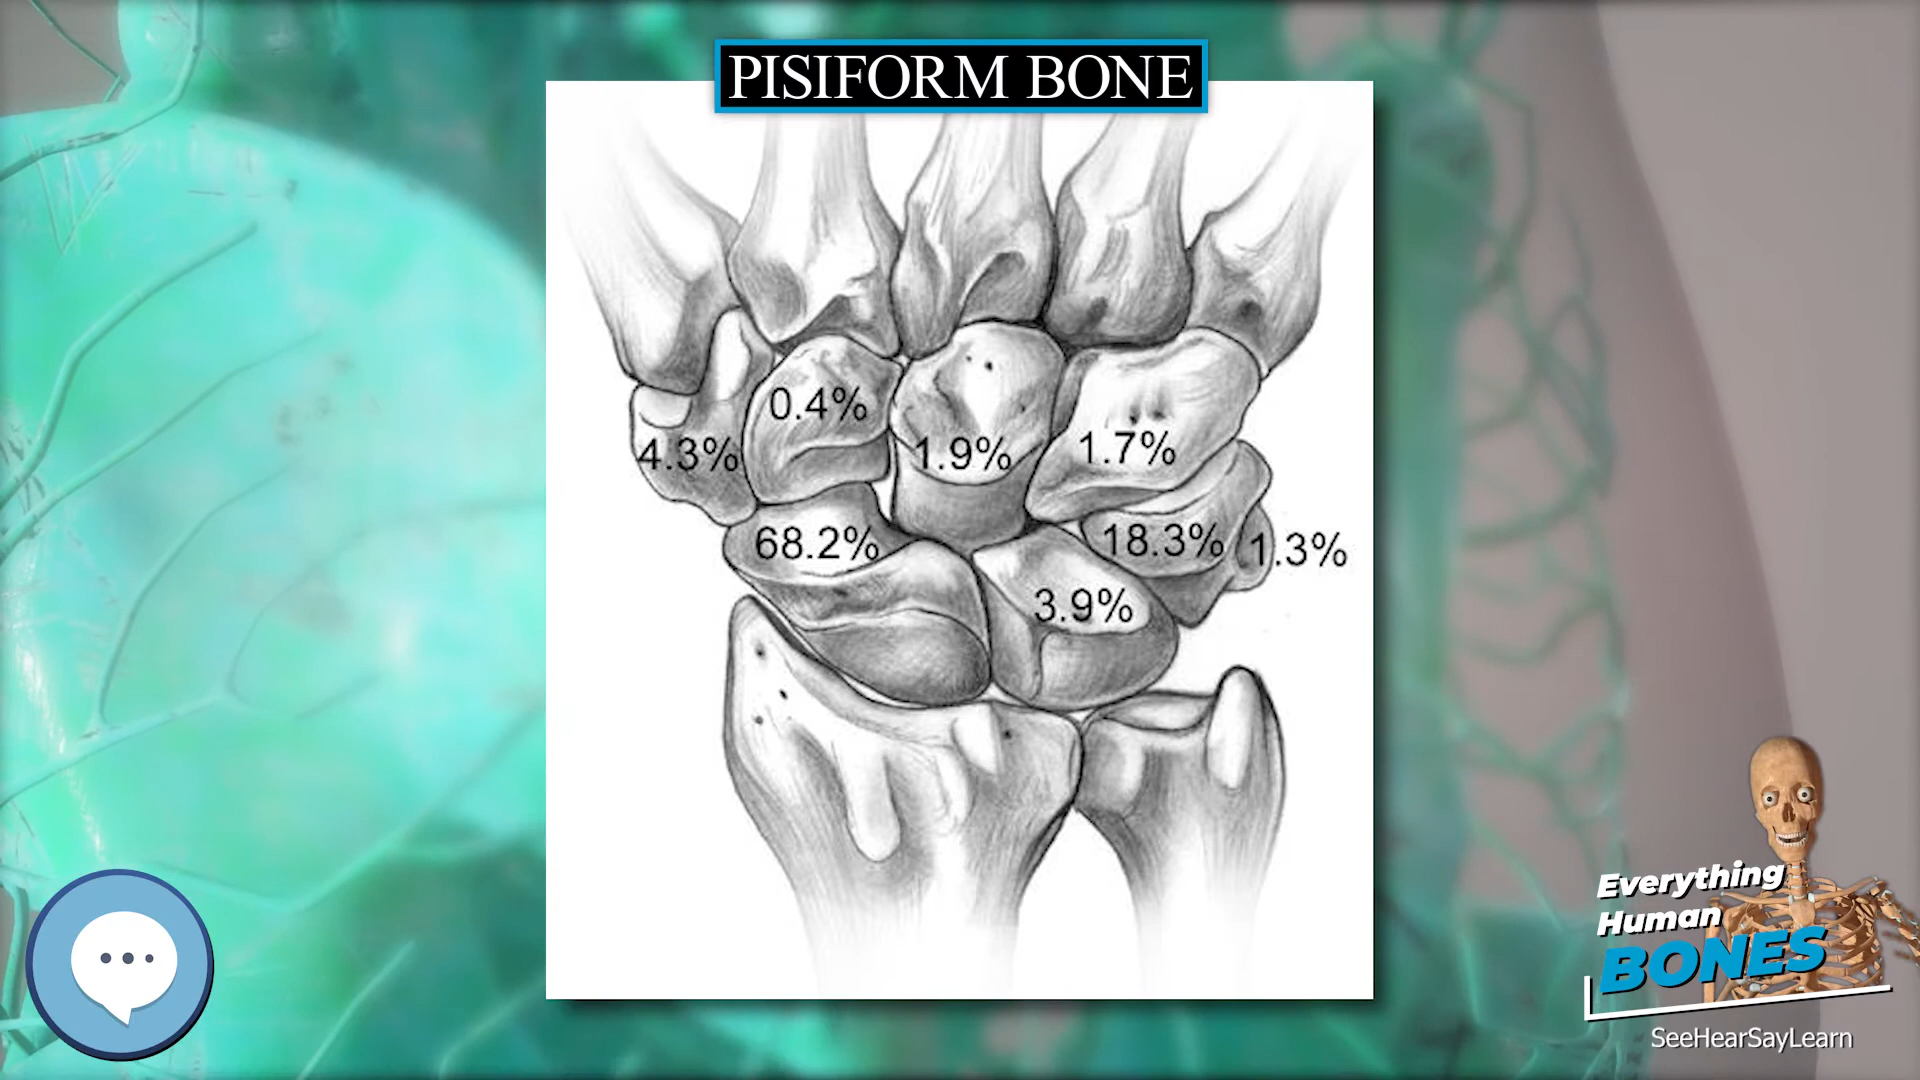 PISIFORM BONE
0.4%
4.3%
1.9%
1.7%
68.2%
18.3%
1.3%
3.9%
Everything
Human
BONES
SeeHearSayLearn